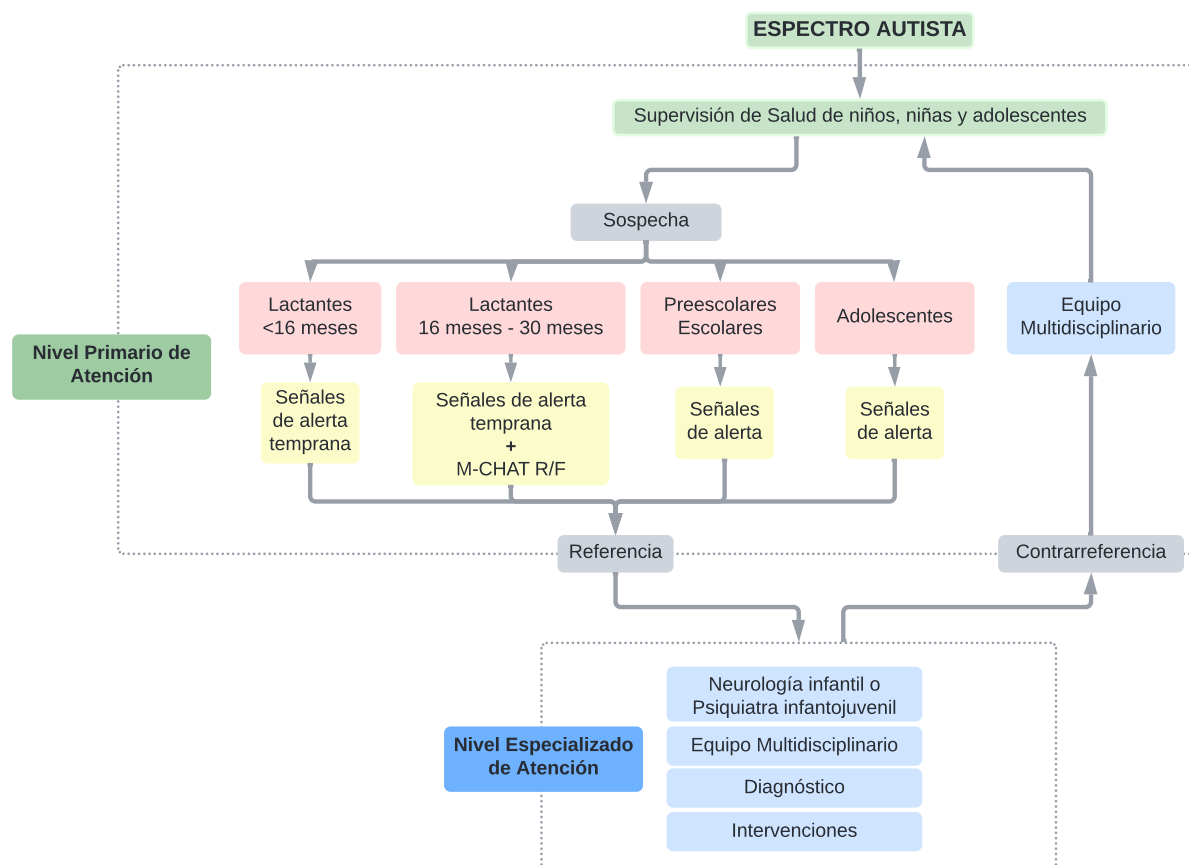 ESPECTRO AUTISTA
Supervisión de Salud de niños, niñas y adolescentes
Sospecha
Lactantes
<16 meses
Lactantes
16 meses - 30 meses
Preescolares
Escolares
Adolescentes
Equipo
Multidisciplinario
Nivel Primario de
Atención
Señales
de alerta
temprana
Señales de alerta
temprana
+
M-CHAT R/F
Señales
de alerta
Señales
de alerta
Referencia
Contrarreferencia
Neurología infantil o
Psiquiatra infantojuvenil
Nivel Especializado
de Atención
Equipo Multidisciplinario
Diagnóstico
Intervenciones